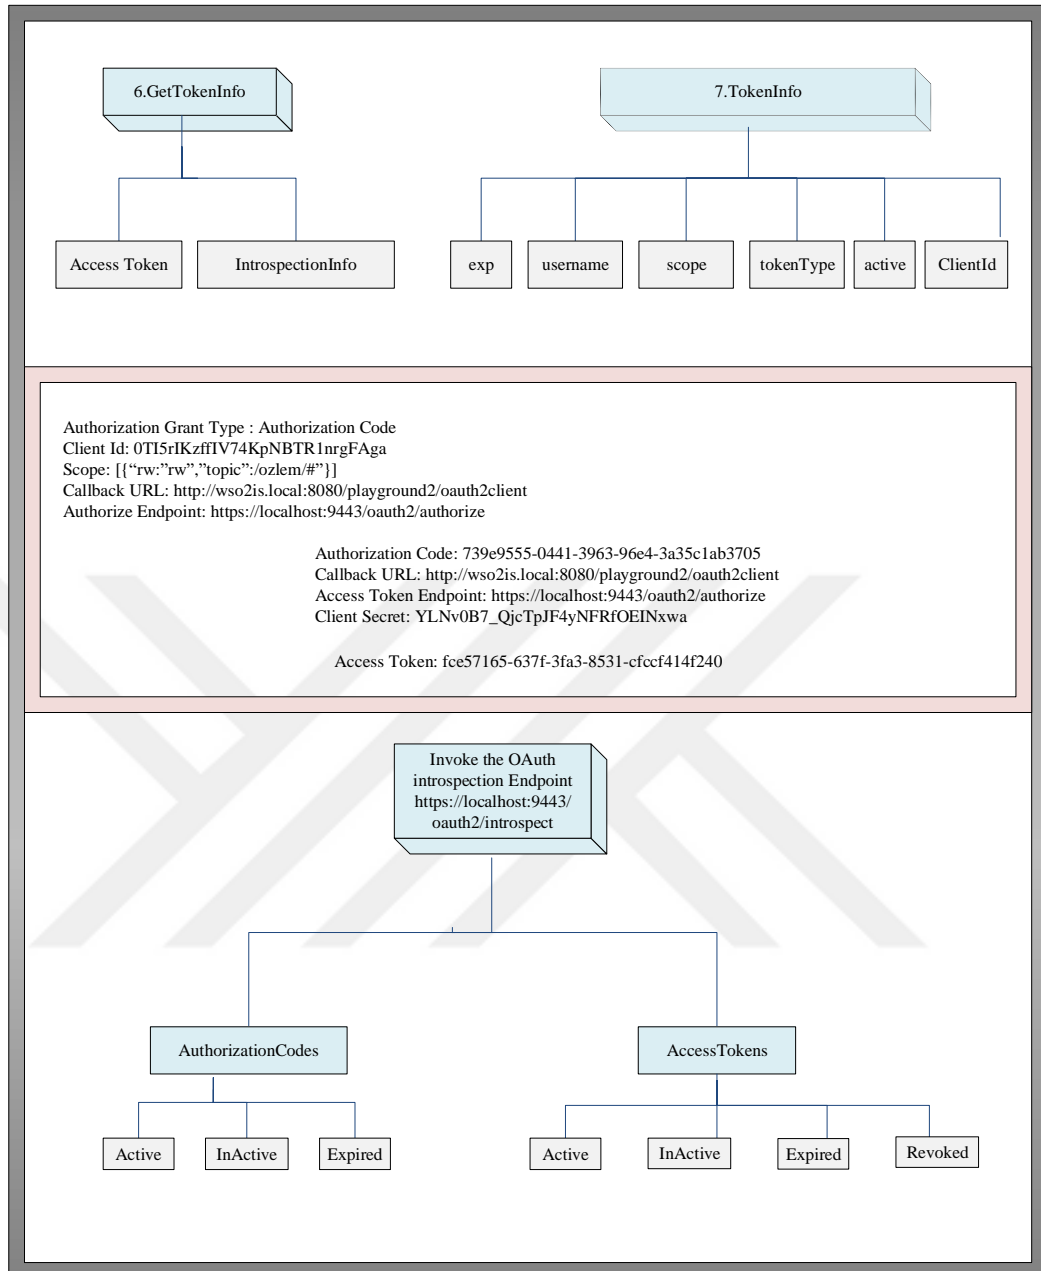 6.GetTokenInfo
7.TokenInfo
Access Token
IntrospectionInfo
exp
username
scope
tokenType
active
ClientId
Authorization Grant Type : Authorization Code
Client Id: 0TI5rIKzffIV74KpNBTR1nrgFAga
Scope: [{“rw:”rw”,”topic”:/ozlem/#”}]
Callback URL: http://wso2is.local:8080/playground2/oauth2client
Authorize Endpoint: https://localhost:9443/oauth2/authorize
Authorization Code: 739e9555-0441-3963-96e4-3a35c1ab3705
Callback URL: http://wso2is.local:8080/playground2/oauth2client
Access Token Endpoint: https://localhost:9443/oauth2/authorize
Client Secret: YLNv0B7_QjcTpJF4yNFRfOEINxwa
Access Token: fce57165-637f-3fa3-8531-cfccf414f240
Invoke the OAuth
introspection Endpoint
https://localhost:9443/
oauth2/introspect
AuthorizationCodes
AccessTokens
Active
InActive
Expired
Active
InActive
Expired
Revoked